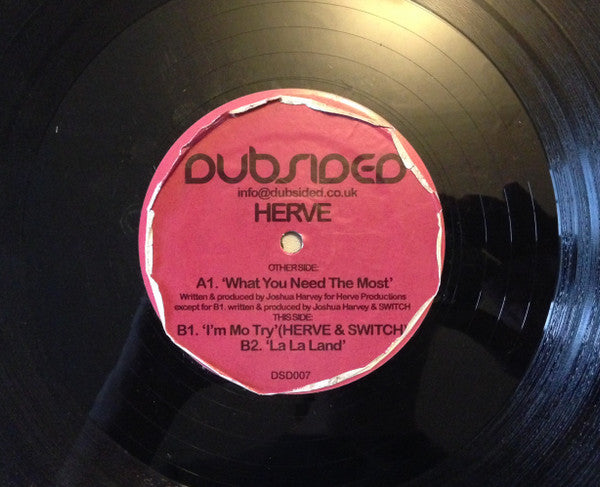 DUBSIDED
info@dubsided.co.uk
HERVE
OTHER SIDE:
A1. ‘What You Need The Most’
Written & produced by Joshua Harvey for Herve Productions
except for B1. written & produced by Joshua Harvey & SWITCH
THIS SIDE:
B1. ‘I’m Mo Try’(HERVE & SWITCH)
B2. ‘La La Land’
DSD007